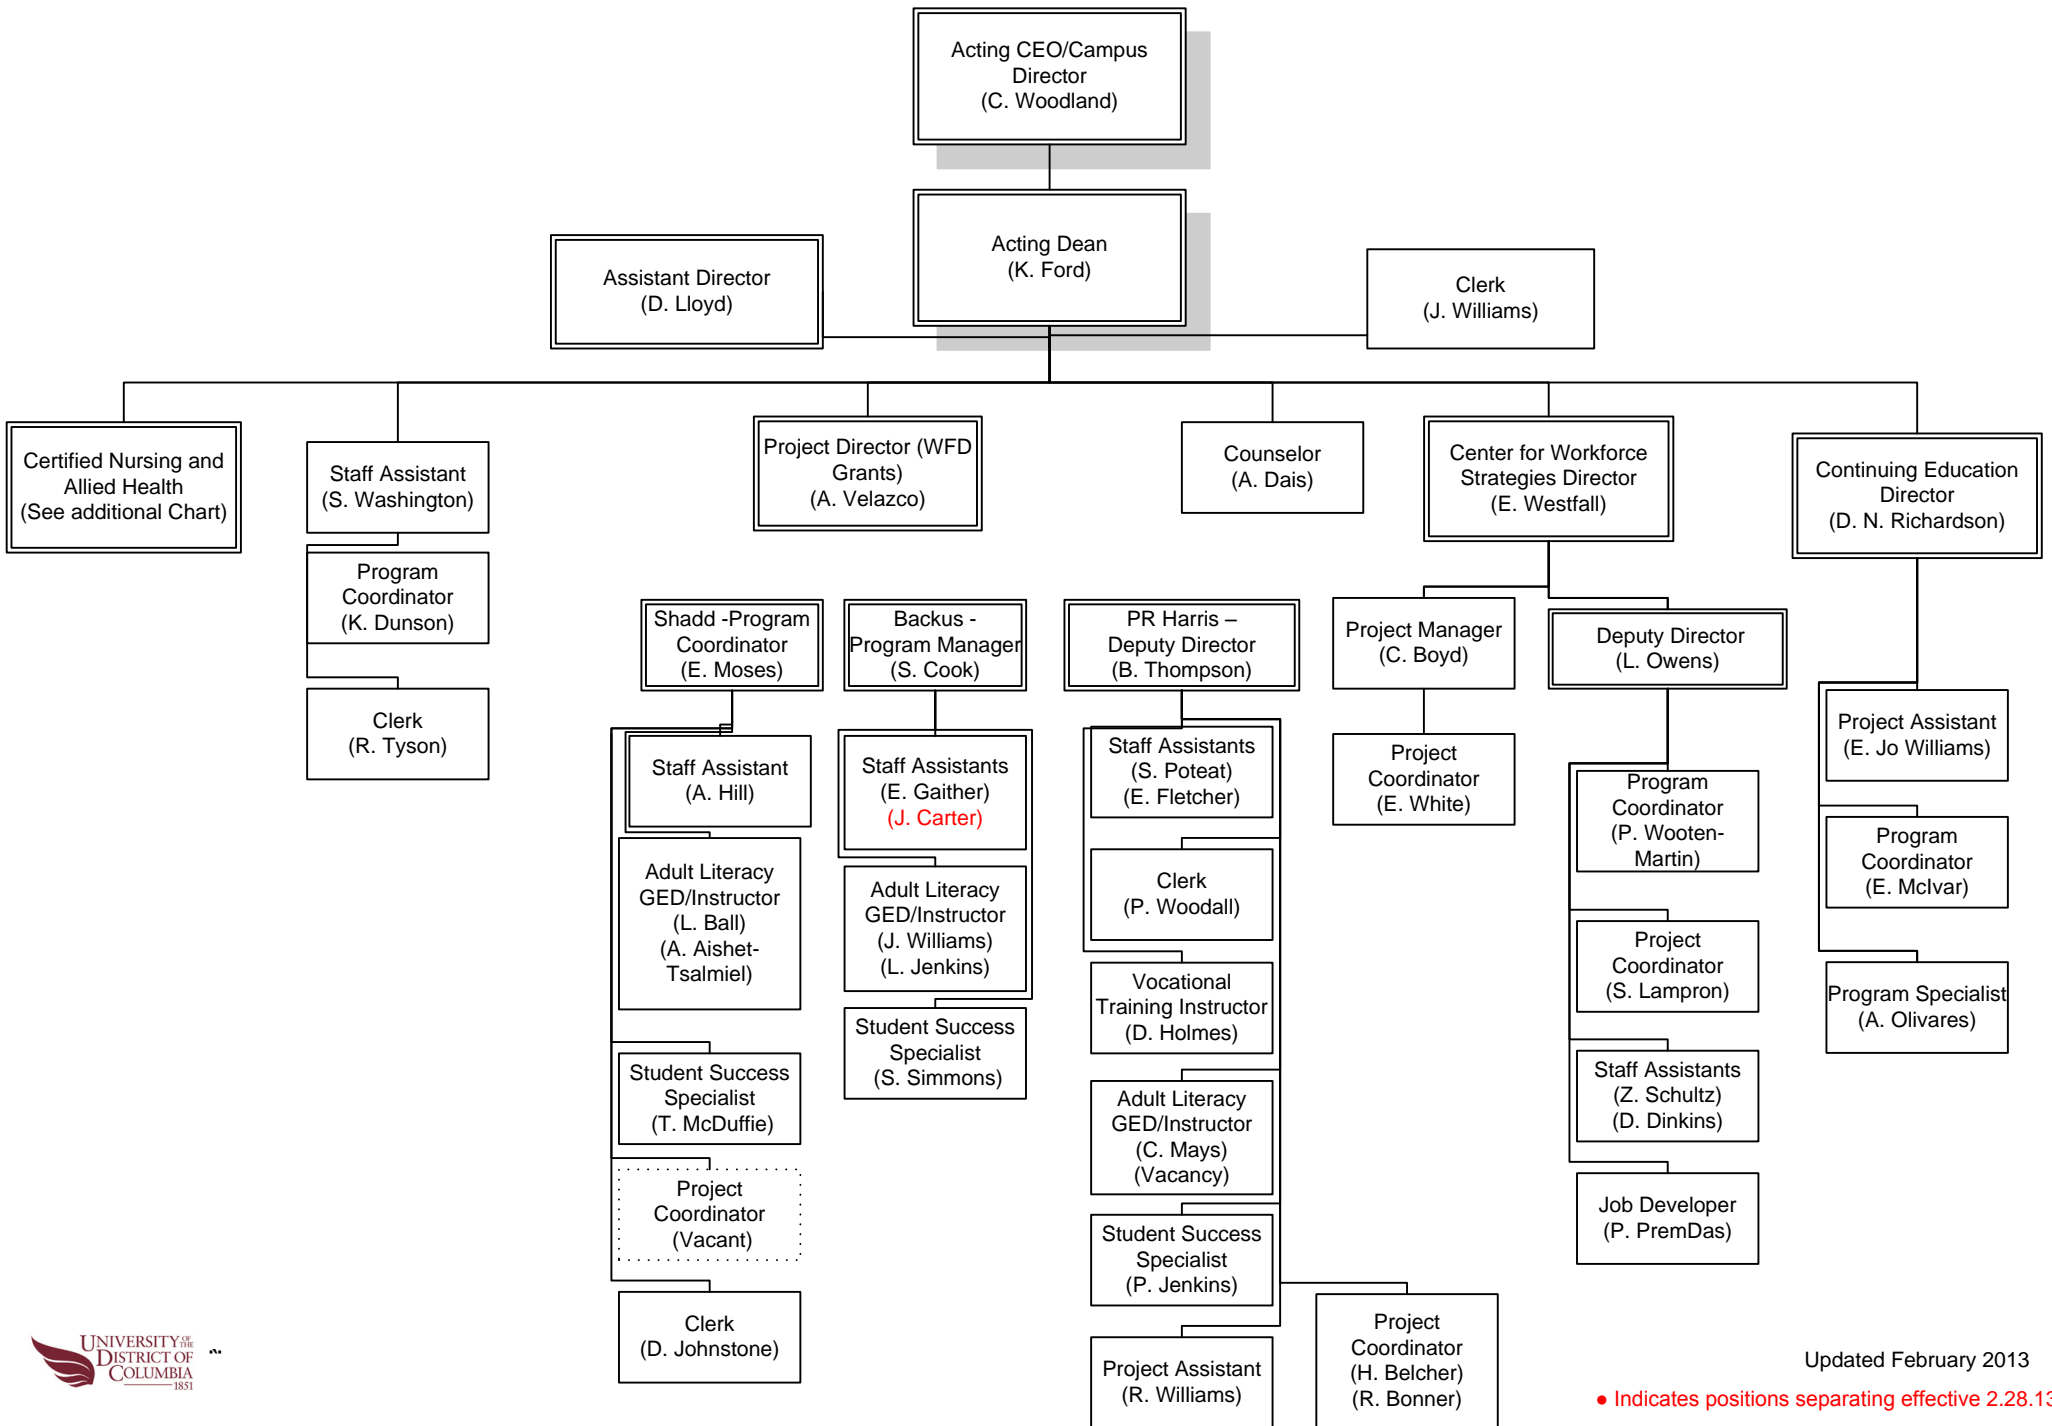 Acting CEO/Campus
Director
(C. Woodland)
Acting Dean
(K. Ford)
Assistant Director
(D. Lloyd)
Clerk
(J. Williams)
Certified Nursing and
Allied Health
(See additional Chart)
Staff Assistant
(S. Washington)
Project Director (WFD
Grants)
(A. Velazco)
Counselor
(A. Dais)
Center for Workforce
Strategies Director
(E. Westfall)
Continuing Education
Director
(D. N. Richardson)
Program
Coordinator
(K. Dunson)
Clerk
(R. Tyson)
Shadd -Program
Coordinator
(E. Moses)
Staff Assistant
(A. Hill)
Adult Literacy
GED/Instructor
(L. Ball)
(A. Aishet-
Tsalmiel)
Student Success
Specialist
(T. McDuffie)
Project
Coordinator
(Vacant)
Clerk
(D. Johnstone)
Backus -
Program Manager
(S. Cook)
Staff Assistants
(E. Gaither)
(J. Carter)
Adult Literacy
GED/Instructor
(J. Williams)
(L. Jenkins)
Student Success
Specialist
(S. Simmons)
PR Harris –
Deputy Director
(B. Thompson)
Staff Assistants
(S. Poteat)
(E. Fletcher)
Clerk
(P. Woodall)
Vocational
Training Instructor
(D. Holmes)
Adult Literacy
GED/Instructor
(C. Mays)
(Vacancy)
Student Success
Specialist
(P. Jenkins)
Project Assistant
(R. Williams)
Project
Coordinator
(H. Belcher)
(R. Bonner)
Project Manager
(C. Boyd)
Project
Coordinator
(E. White)
Deputy Director
(L. Owens)
Program
Coordinator
(P. Wooten-
Martin)
Project
Coordinator
(S. Lampron)
Staff Assistants
(Z. Schultz)
(D. Dinkins)
Job Developer
(P. PremDas)
Project Assistant
(E. Jo Williams)
Program
Coordinator
(E. McIvar)
Program Specialist
(A. Olivares)
UNIVERSITY OF THE
DISTRICT OF
COLUMBIA
1851
Updated February 2013
● Indicates positions separating effective 2.28.13